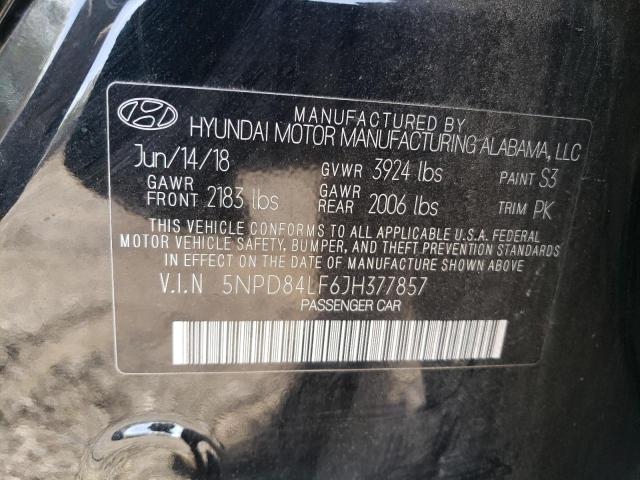 MANUFACTURED BY
HYUNDAI MOTOR MANUFACTURING ALABAMA, LLC
Jun/14/18 GVWR 3924 lbs PAINT S3
GAWR FRONT 2183 lbs GAWR REAR 2006 lbs TRIM PK
THIS VEHICLE CONFORMS TO ALL APPLICABLE U.S.A. FEDERAL
MOTOR VEHICLE SAFETY, BUMPER, AND THEFT PREVENTION STANDARDS
IN EFFECT ON THE DATE OF MANUFACTURE SHOWN ABOVE.
V.I.N 5NPD84LF6JH377857
PASSENGER CAR